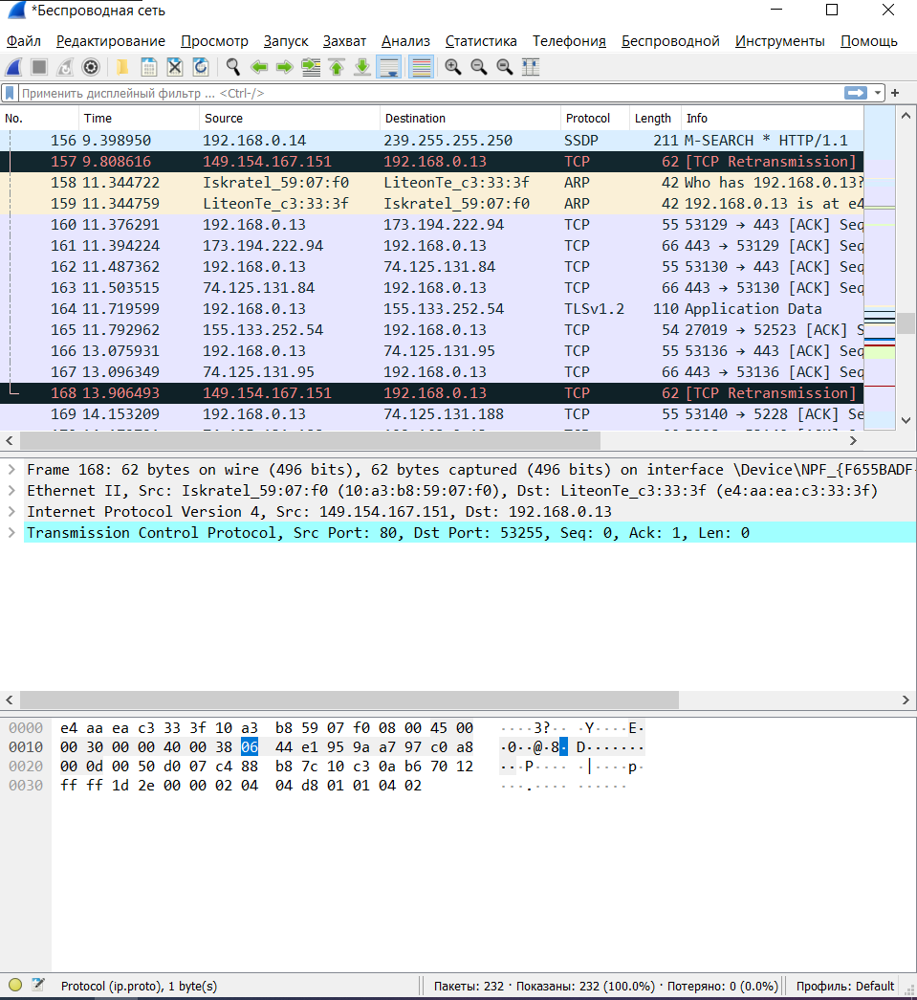 *Беспроводная сеть
Файл Редактирование Просмотр Запуск Захват Анализ Статистика Телефония Беспроводной Инструменты Помощь
Применить дисплейный фильтр ... <Ctrl-/>
No. Time Source Destination Protocol Length Info
156 9.398950 192.168.0.14 239.255.255.250 SSDP 211 M-SEARCH * HTTP/1.1
157 9.808616 149.154.167.151 192.168.0.13 TCP 62 [TCP Retransmission]
158 11.344722 Iskratel_59:07:f0 LiteonTe_c3:33:3f ARP 42 Who has 192.168.0.13?
159 11.344759 LiteonTe_c3:33:3f Iskratel_59:07:f0 ARP 42 192.168.0.13 is at e4
160 11.376291 192.168.0.13 173.194.222.94 TCP 55 53129 → 443 [ACK] Seq
161 11.394224 173.194.222.94 192.168.0.13 TCP 66 443 → 53129 [ACK] Seq
162 11.487362 192.168.0.13 74.125.131.84 TCP 55 53130 → 443 [ACK] Seq
163 11.503515 74.125.131.84 192.168.0.13 TCP 66 443 → 53130 [ACK] Seq
164 11.719599 192.168.0.13 155.133.252.54 TLSv1.2 110 Application Data
165 11.792962 155.133.252.54 192.168.0.13 TCP 54 27019 → 52523 [ACK] S
166 13.075931 192.168.0.13 74.125.131.95 TCP 55 53136 → 443 [ACK] Seq
167 13.096349 74.125.131.95 192.168.0.13 TCP 66 443 → 53136 [ACK] Seq
168 13.906493 149.154.167.151 192.168.0.13 TCP 62 [TCP Retransmission]
169 14.153209 192.168.0.13 74.125.131.188 TCP 55 53140 → 5228 [ACK] Se
Frame 168: 62 bytes on wire (496 bits), 62 bytes captured (496 bits) on interface \Device\NPF_{F655BADF-
Ethernet II, Src: Iskratel_59:07:f0 (10:a3:b8:59:07:f0), Dst: LiteonTe_c3:33:3f (e4:aa:ea:c3:33:3f)
Internet Protocol Version 4, Src: 149.154.167.151, Dst: 192.168.0.13
Transmission Control Protocol, Src Port: 80, Dst Port: 53255, Seq: 0, Ack: 1, Len: 0
0000 e4 aa ea c3 33 3f 10 a3 b8 59 07 f0 08 00 45 00 ····3?·· ·Y····E·
0010 00 30 00 00 40 00 38 06 44 e1 95 9a a7 97 c0 a8 ·0··@·8· D·······
0020 00 0d 00 50 d0 07 c4 88 b8 7c 10 c3 0a b6 70 12 ···P···· ·|····p·
0030 ff ff 1d 2e 00 00 02 04 04 d8 01 01 04 02 ···.···· ······
Protocol (ip.proto), 1 byte(s) Пакеты: 232 · Показаны: 232 (100.0%) · Потеряно: 0 (0.0%) Профиль: Default